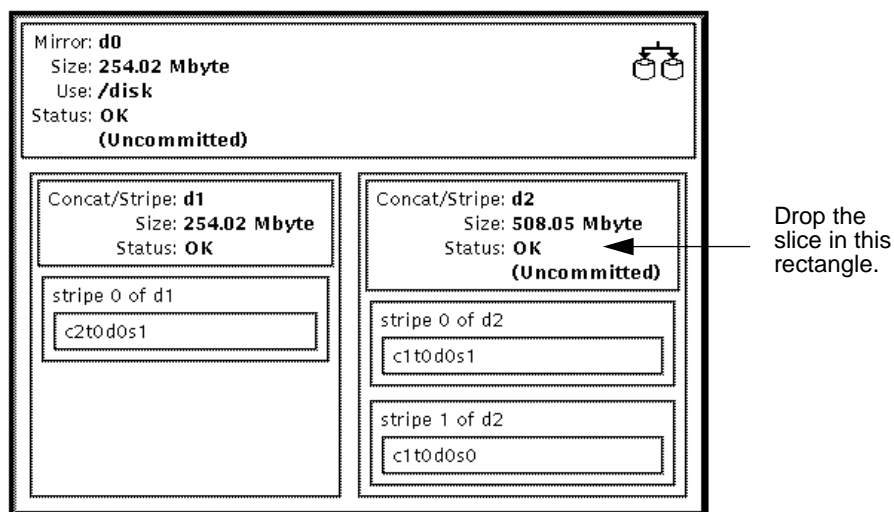 Mirror: d0
Size: 254.02 Mbyte
Use: /disk
Status: OK
(Uncommitted)
Concat/Stripe: d1
Size: 254.02 Mbyte
Status: OK
stripe 0 of d1
c2t0d0s1
Concat/Stripe: d2
Size: 508.05 Mbyte
Status: OK
(Uncommitted)
stripe 0 of d2
c1t0d0s1
stripe 1 of d2
c1t0d0s0
Drop the
slice in this
rectangle.